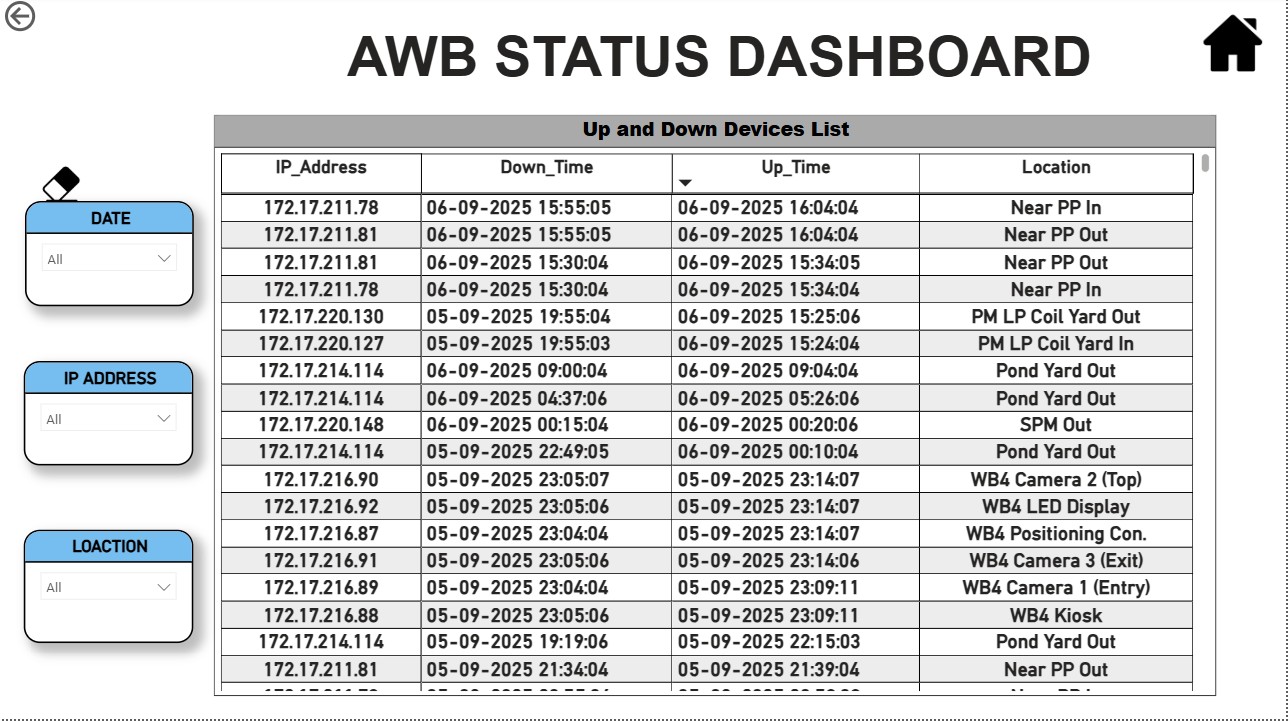 AWB STATUS DASHBOARD
Up and Down Devices List
IP_Address Down_Time Up_Time Location
172.17.211.78 06-09-2025 15:55:05 06-09-2025 16:04:04 Near PP In
172.17.211.81 06-09-2025 15:55:05 06-09-2025 16:04:04 Near PP Out
172.17.211.81 06-09-2025 15:30:04 06-09-2025 15:34:05 Near PP Out
172.17.211.78 06-09-2025 15:30:04 06-09-2025 15:34:04 Near PP In
172.17.220.130 05-09-2025 19:55:04 06-09-2025 15:25:06 PM LP Coil Yard Out
172.17.220.127 05-09-2025 19:55:03 06-09-2025 15:24:04 PM LP Coil Yard In
172.17.214.114 06-09-2025 09:00:04 06-09-2025 09:04:04 Pond Yard Out
172.17.214.114 06-09-2025 04:37:06 06-09-2025 05:26:06 Pond Yard Out
172.17.220.148 06-09-2025 00:15:04 06-09-2025 00:20:06 SPM Out
172.17.214.114 05-09-2025 22:49:05 06-09-2025 00:10:04 Pond Yard Out
172.17.216.90 05-09-2025 23:05:07 05-09-2025 23:14:07 WB4 Camera 2 (Top)
172.17.216.92 05-09-2025 23:05:06 05-09-2025 23:14:07 WB4 LED Display
172.17.216.87 05-09-2025 23:04:04 05-09-2025 23:14:07 WB4 Positioning Con.
172.17.216.91 05-09-2025 23:05:06 05-09-2025 23:14:06 WB4 Camera 3 (Exit)
172.17.216.89 05-09-2025 23:04:04 05-09-2025 23:09:11 WB4 Camera 1 (Entry)
172.17.216.88 05-09-2025 23:05:06 05-09-2025 23:09:11 WB4 Kiosk
172.17.214.114 05-09-2025 19:19:06 05-09-2025 22:15:03 Pond Yard Out
172.17.211.81 05-09-2025 21:34:04 05-09-2025 21:39:04 Near PP Out
DATE
All
IP ADDRESS
All
LOACTION
All